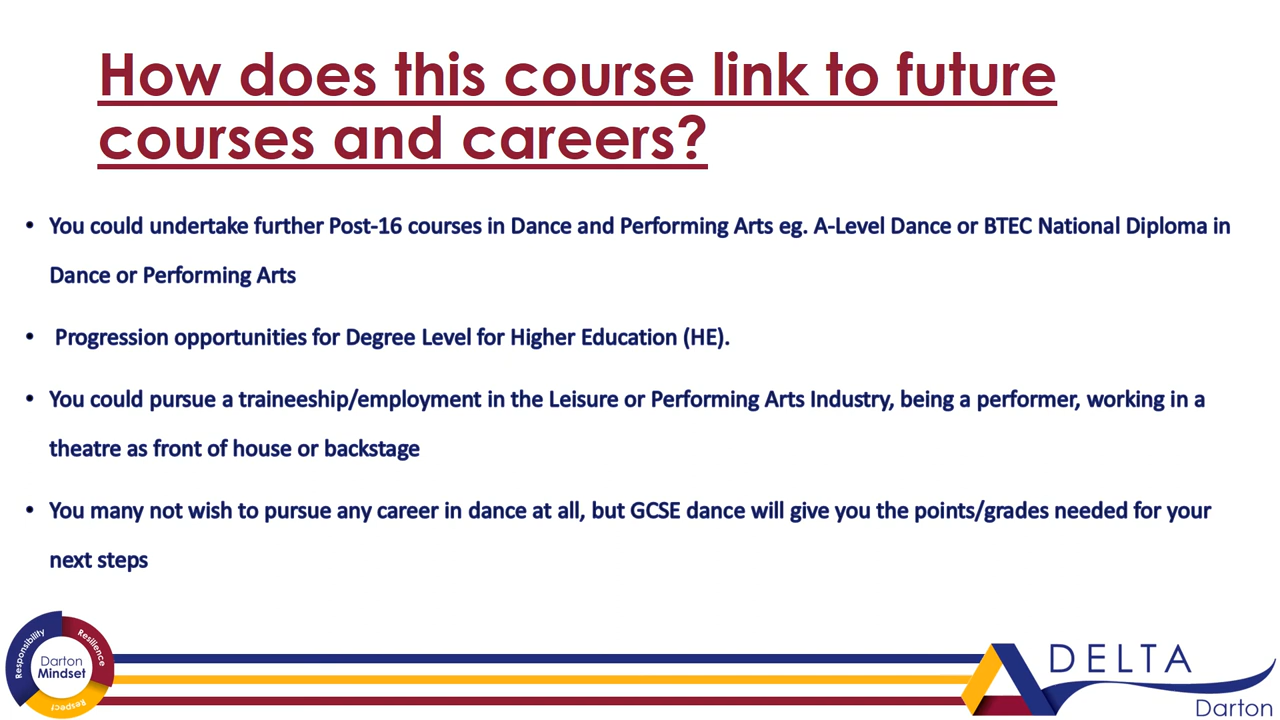 How does this course link to future
courses and careers?
• You could undertake further Post-16 courses in Dance and Performing Arts eg. A-Level Dance or BTEC National Diploma in
Dance or Performing Arts
• Progression opportunities for Degree Level for Higher Education (HE).
• You could pursue a traineeship/employment in the Leisure or Performing Arts Industry, being a performer, working in a
theatre as front of house or backstage
• You many not wish to pursue any career in dance at all, but GCSE dance will give you the points/grades needed for your
next steps
Responsibility
Resilience
Darton
Mindset
Respect
DELTA
Darton